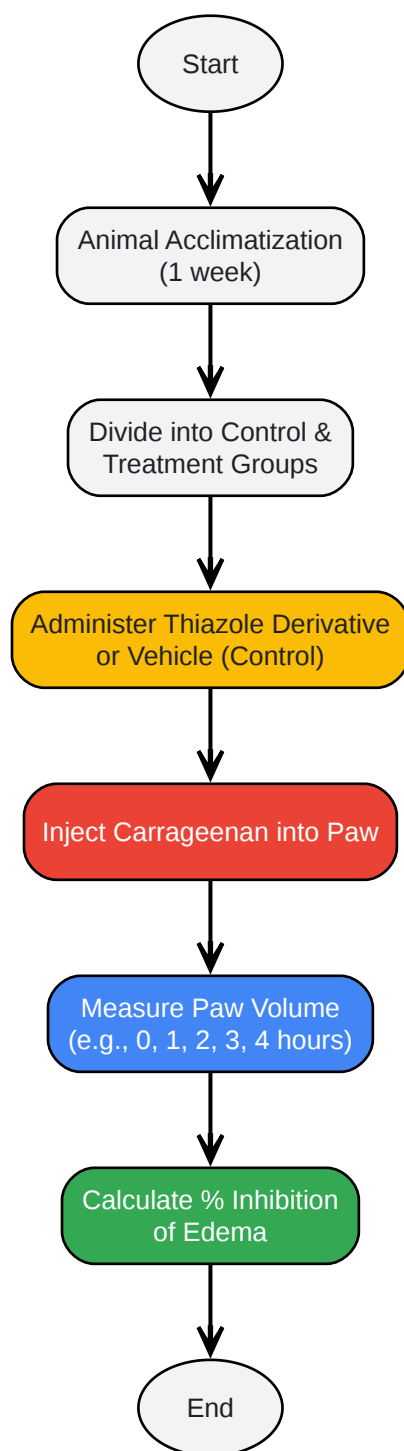 Start
Animal Acclimatization
(1 week)
Divide into Control &
Treatment Groups
Administer Thiazole Derivative
or Vehicle (Control)
Inject Carrageenan into Paw
Measure Paw Volume
(e.g., 0, 1, 2, 3, 4 hours)
Calculate % Inhibition
of Edema
End